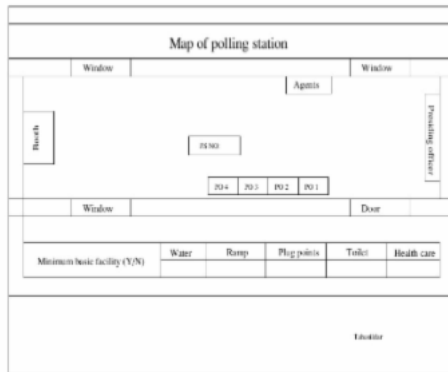 Map of polling station
Window Window
Agents
Booth
Presiding officer
PS NO.
PO 4 PO 3 PO 2 PO 1
Window Door
Minimum basic facility (Y/N) Water Ramp Plug points Toilet Health care